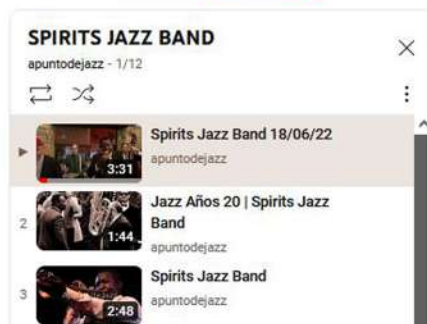 SPIRITS JAZZ BAND
apuntodejazz - 1/12
Spirits Jazz Band 18/06/22
apuntodejazz
3:31
2
Jazz Años 20 | Spirits Jazz
Band
apuntodejazz
1:44
3
Spirits Jazz Band
apuntodejazz
2:48